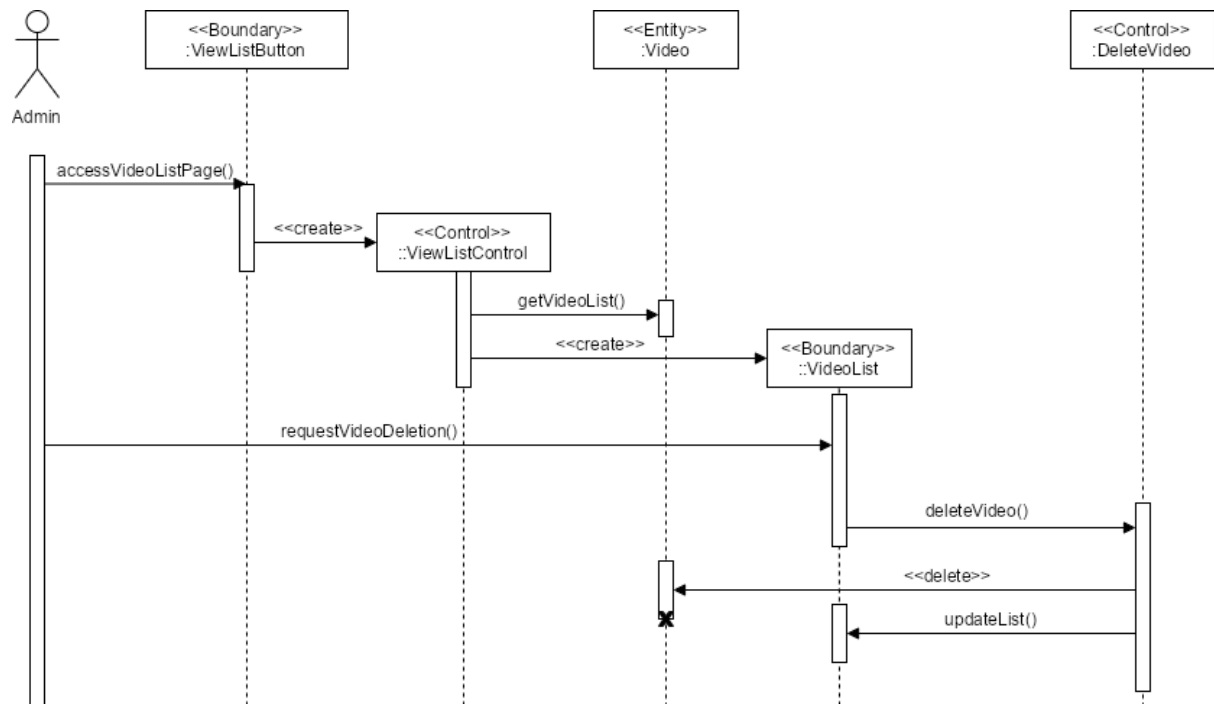 <<Boundary>>
:ViewListButton
<<Entity>>
:Video
<<Control>>
:DeleteVideo
Admin
accessVideoListPage()
<<create>>
<<Control>>
::ViewListControl
getVideoList()
<<create>>
<<Boundary>>
::VideoList
requestVideoDeletion()
deleteVideo()
<<delete>>
updateList()